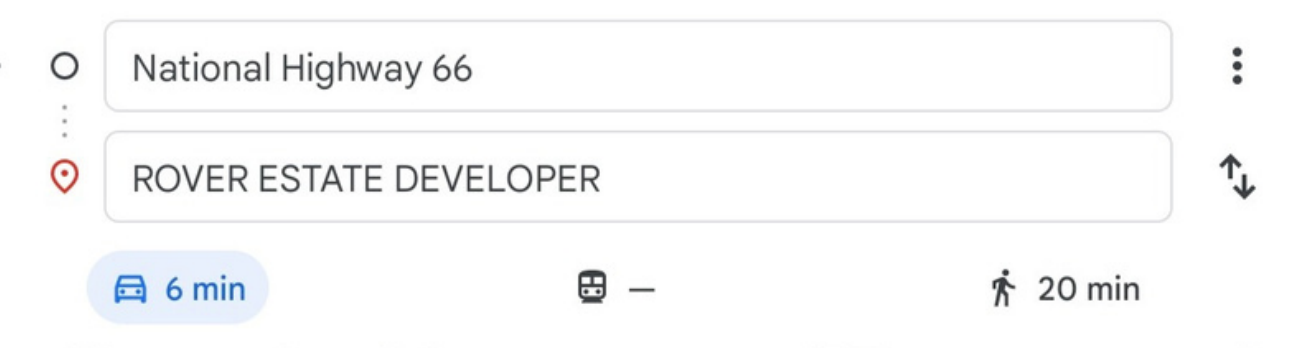 National Highway 66
ROVER ESTATE DEVELOPER
6 min — 20 min